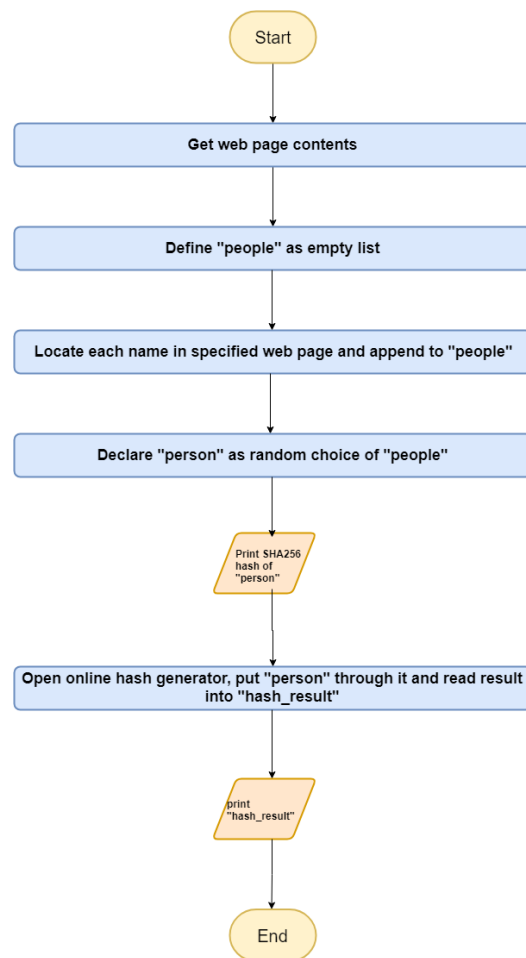 Start
Get web page contents
Define "people" as empty list
Locate each name in specified web page and append to "people"
Declare "person" as random choice of "people"
Print SHA256
hash of
"person"
Open online hash generator, put "person" through it and read result
into "hash_result"
print
"hash_result"
End